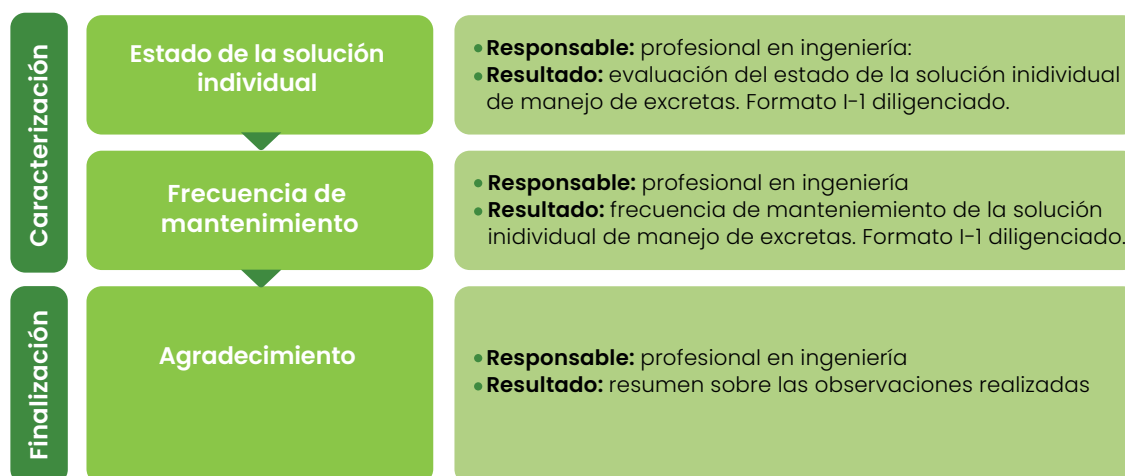 Caracterización
Estado de la solución
inidividual
• Responsable: profesional en ingeniería:
• Resultado: evaluación del estado de la solución inidividual
de manejo de excretas. Formato I-1 diligenciado.
Frecuencia de
mantenimiento
• Responsable: profesional en ingeniería
• Resultado: frecuencia de manteniemiento de la solución
inidividual de manejo de excretas. Formato I-1 diligenciado.
Finalización
Agradecimiento
• Responsable: profesional en ingeniería
• Resultado: resumen sobre las observaciones realizadas